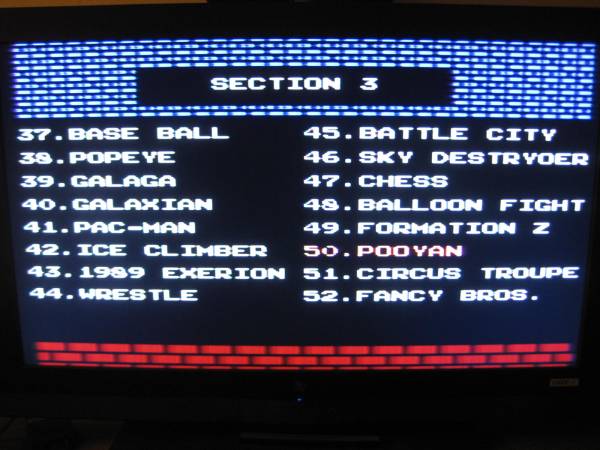 SECTION 3
37.BASE BALL
38.POPEYE
39.GALAGA
40.GALAXIAN
41.PAC-MAN
42.ICE CLIMBER
43.1989 EXERION
44.WRESTLE
45.BATTLE CITY
46.SKY DESTRYOER
47.CHESS
48.BALLOON FIGHT
49.FORMATION Z
50.POOYAN
51.CIRCUS TROUPE
52.FANCY BROS.